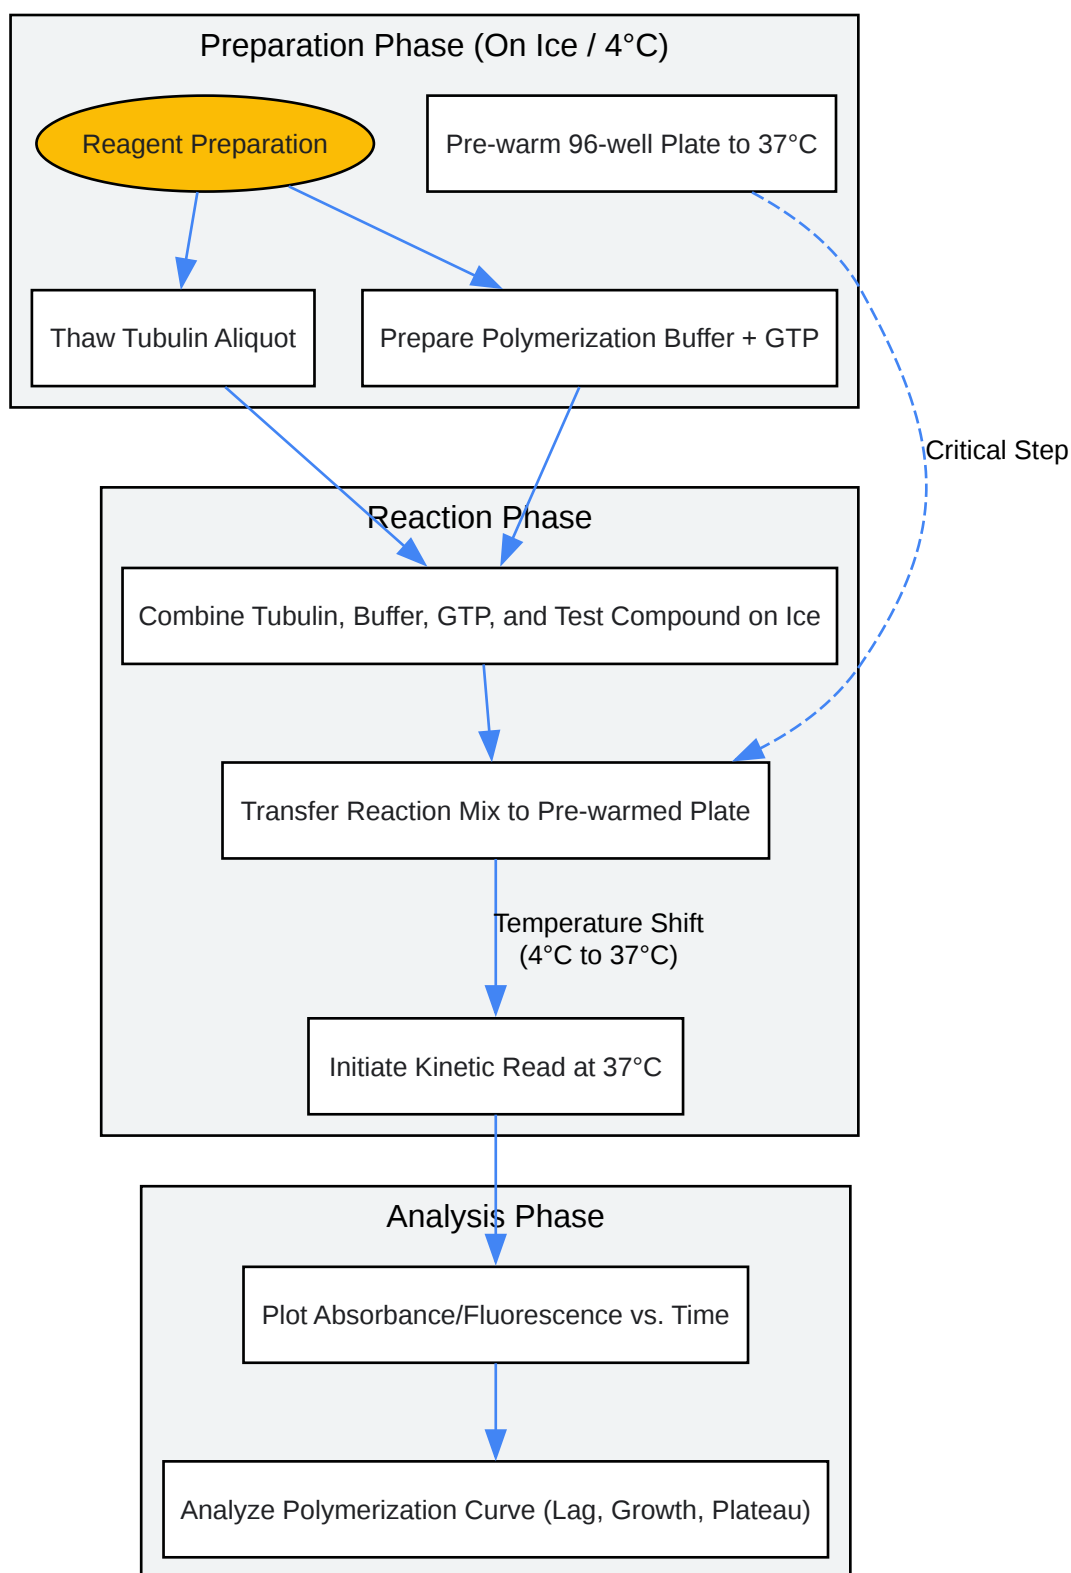 Preparation Phase (On Ice / 4°C)
Reagent Preparation
Pre-warm 96-well Plate to 37°C
Thaw Tubulin Aliquot
Prepare Polymerization Buffer + GTP
Critical Step
Reaction Phase
Combine Tubulin, Buffer, GTP, and Test Compound on Ice
Transfer Reaction Mix to Pre-warmed Plate
Temperature Shift
(4°C to 37°C)
Initiate Kinetic Read at 37°C
Analysis Phase
Plot Absorbance/Fluorescence vs. Time
Analyze Polymerization Curve (Lag, Growth, Plateau)